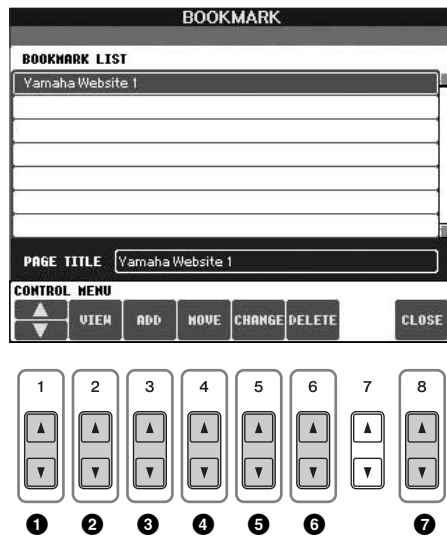 BOOKMARK
BOOKMARK LIST
Yamaha Website 1
PAGE TITLE Yamaha Website 1
CONTROL MENU
VIEW ADD MOVE CHANGE DELETE CLOSE
1 2 3 4 5 6 7 8
❶ ❷ ❸ ❹ ❺ ❻ ❼